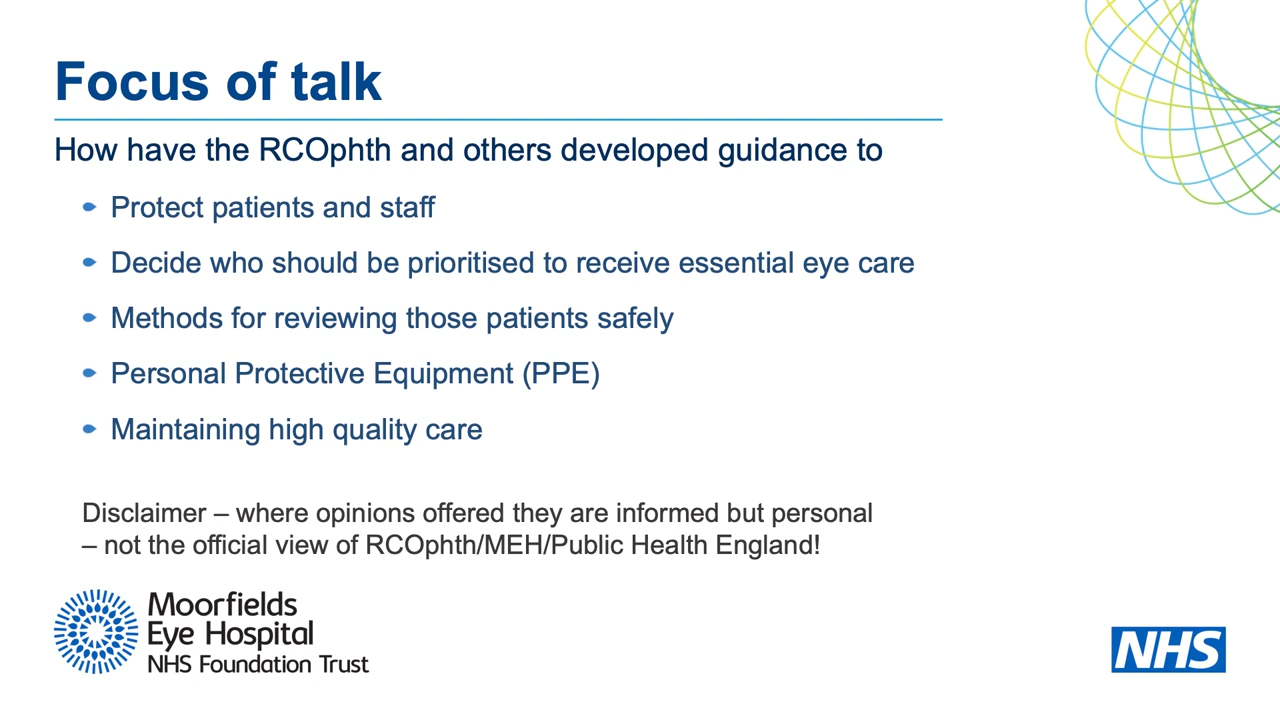 Focus of talk
How have the RCOphth and others developed guidance to
Protect patients and staff
Decide who should be prioritised to receive essential eye care
Methods for reviewing those patients safely
Personal Protective Equipment (PPE)
Maintaining high quality care
Disclaimer – where opinions offered they are informed but personal
– not the official view of RCOphth/MEH/Public Health England!
Moorfields
Eye Hospital
NHS Foundation Trust
NHS